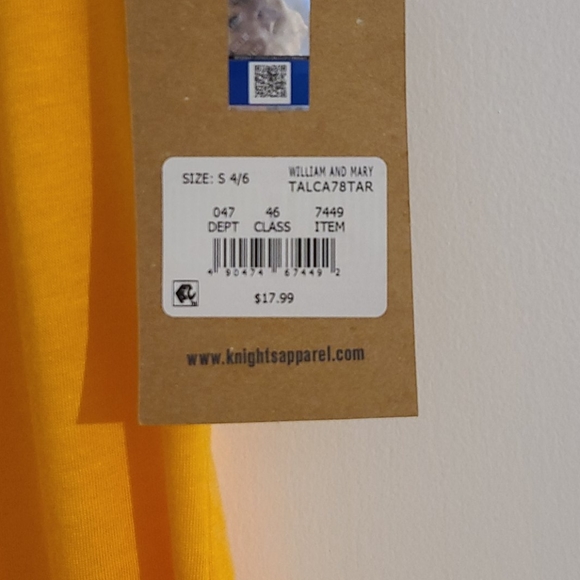 SIZE: S 4/6
WILLIAM AND MARY
TALCA78TAR
047 46 7449
DEPT CLASS ITEM
4 90474 67449 2
$17.99
www.knightsapparel.com